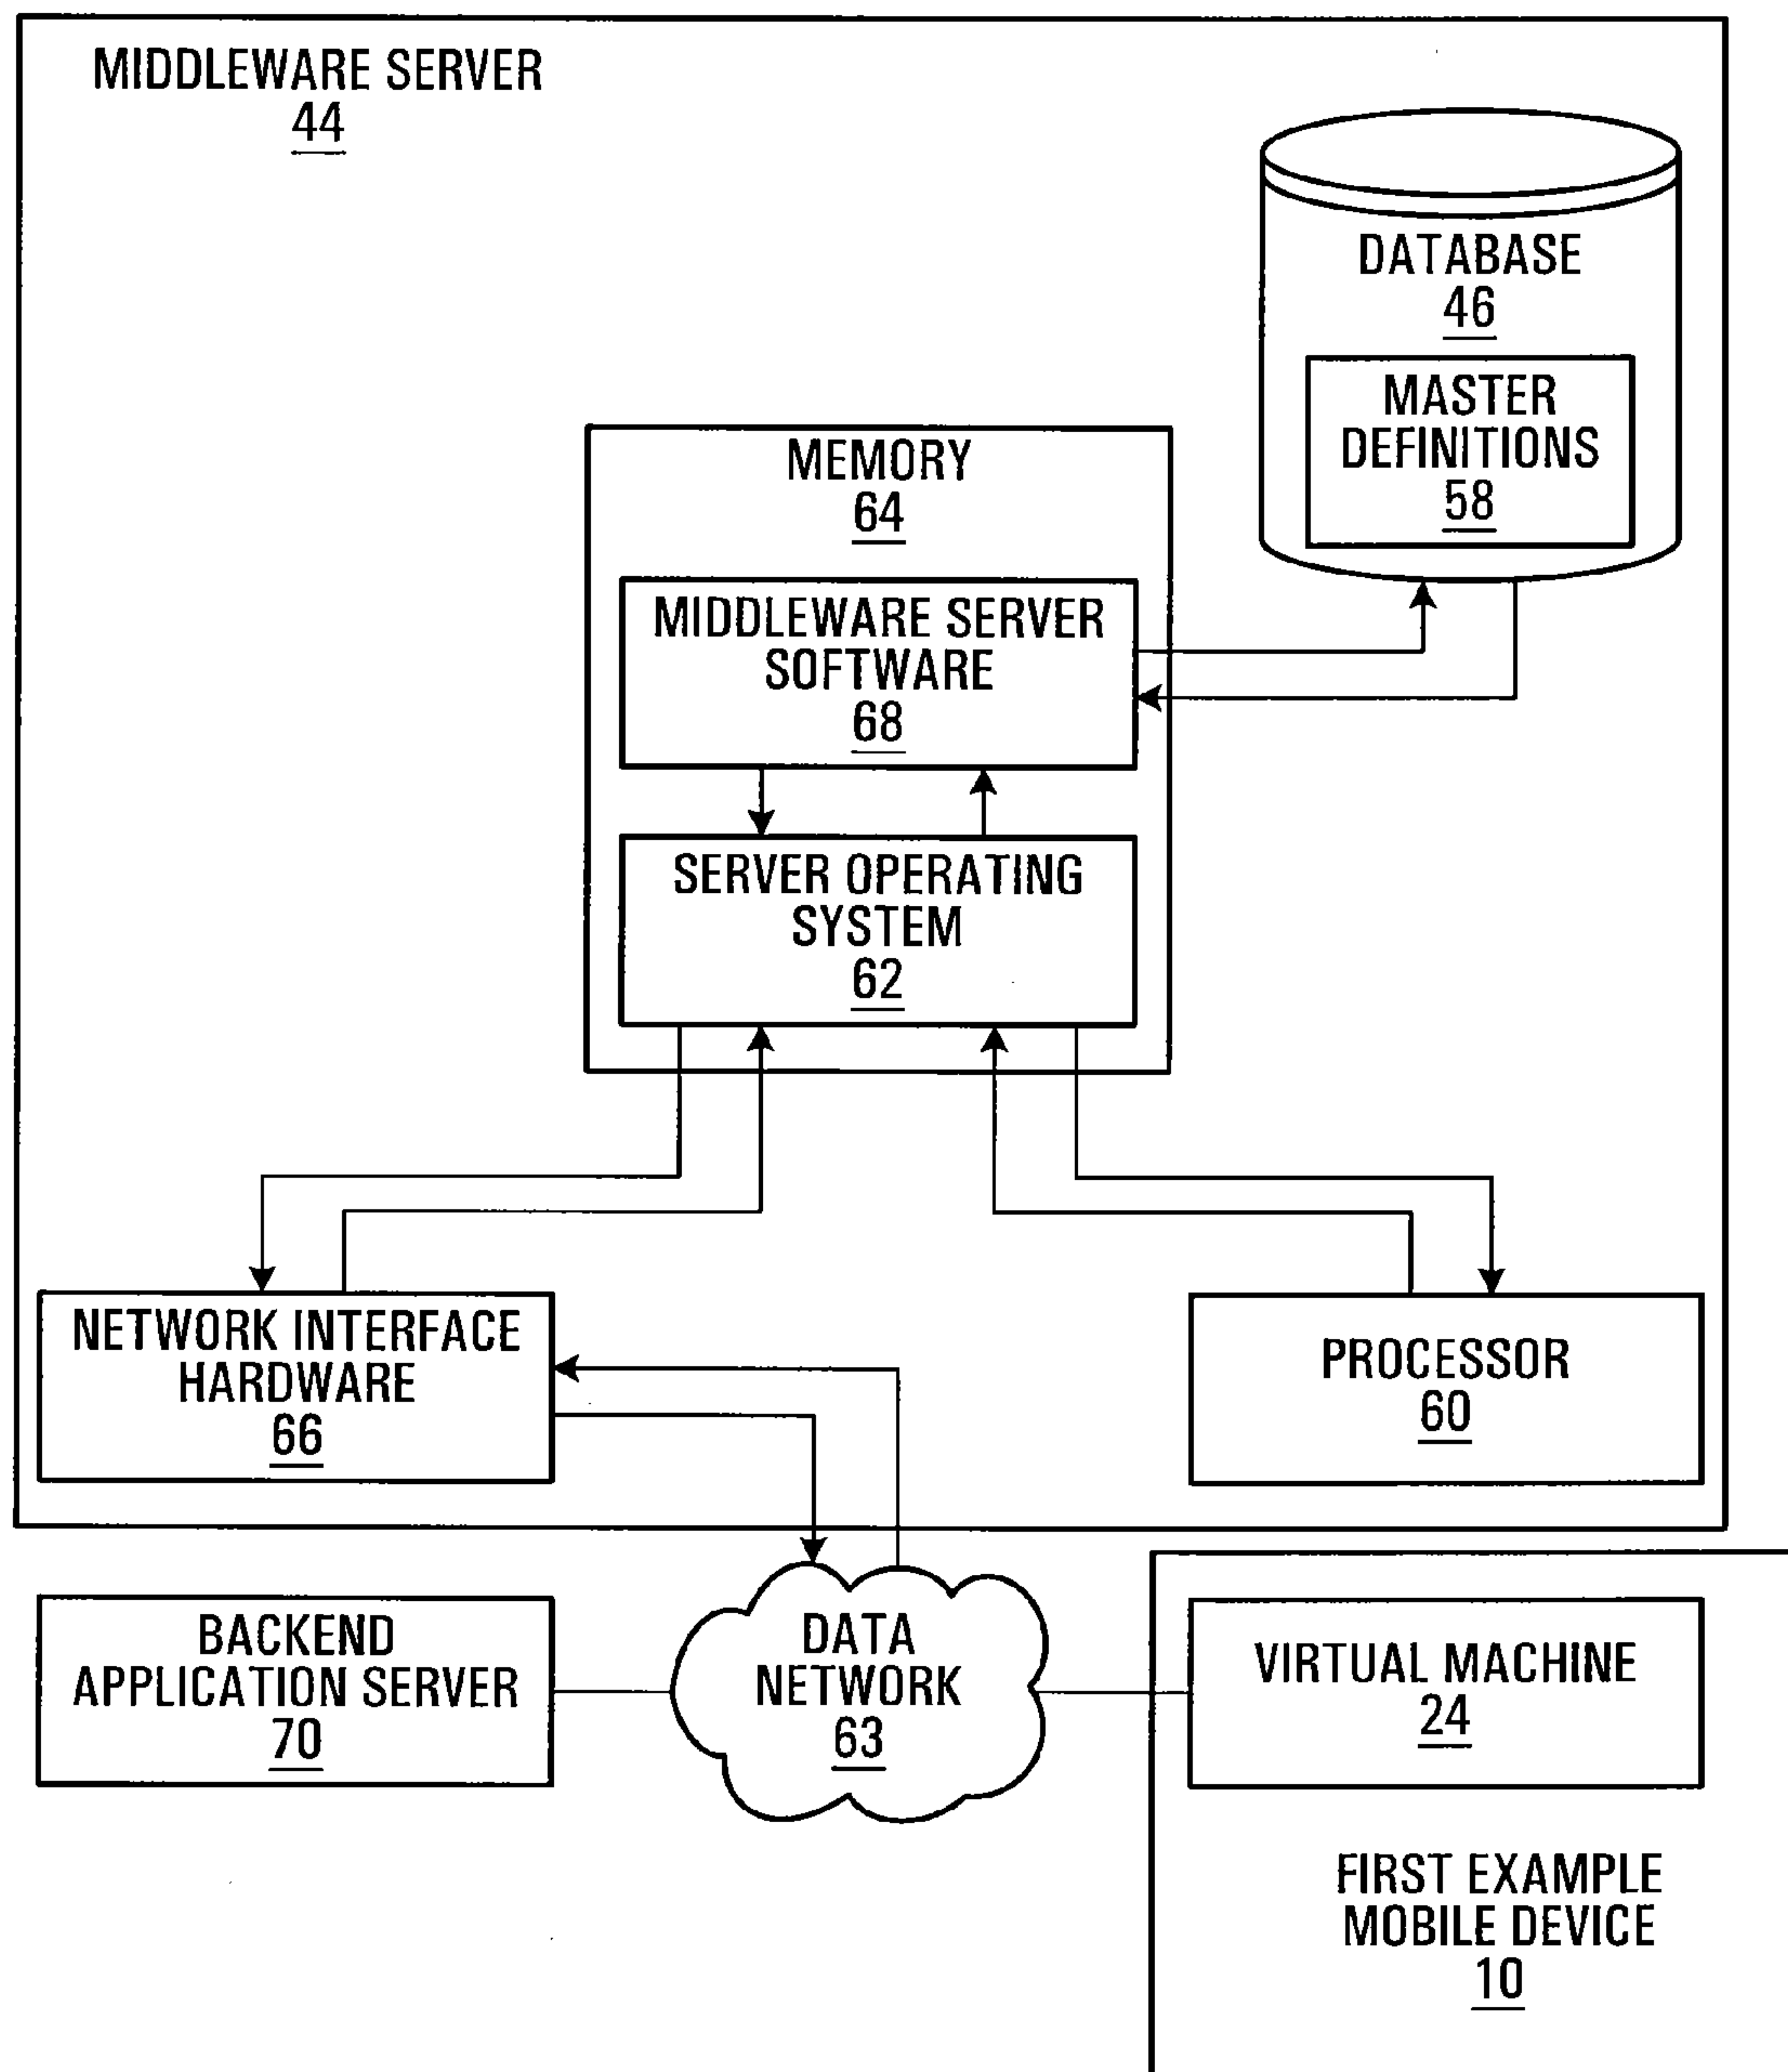 MIDDLEWARE SERVER
44
DATABASE
46
MASTER
DEFINITIONS
58
MEMORY
64
MIDDLEWARE SERVER
SOFTWARE
68
SERVER OPERATING
SYSTEM
62
NETWORK INTERFACE
HARDWARE
66
PROCESSOR
60
BACKEND
APPLICATION SERVER
70
DATA
NETWORK
63
VIRTUAL MACHINE
24
FIRST EXAMPLE
MOBILE DEVICE
10